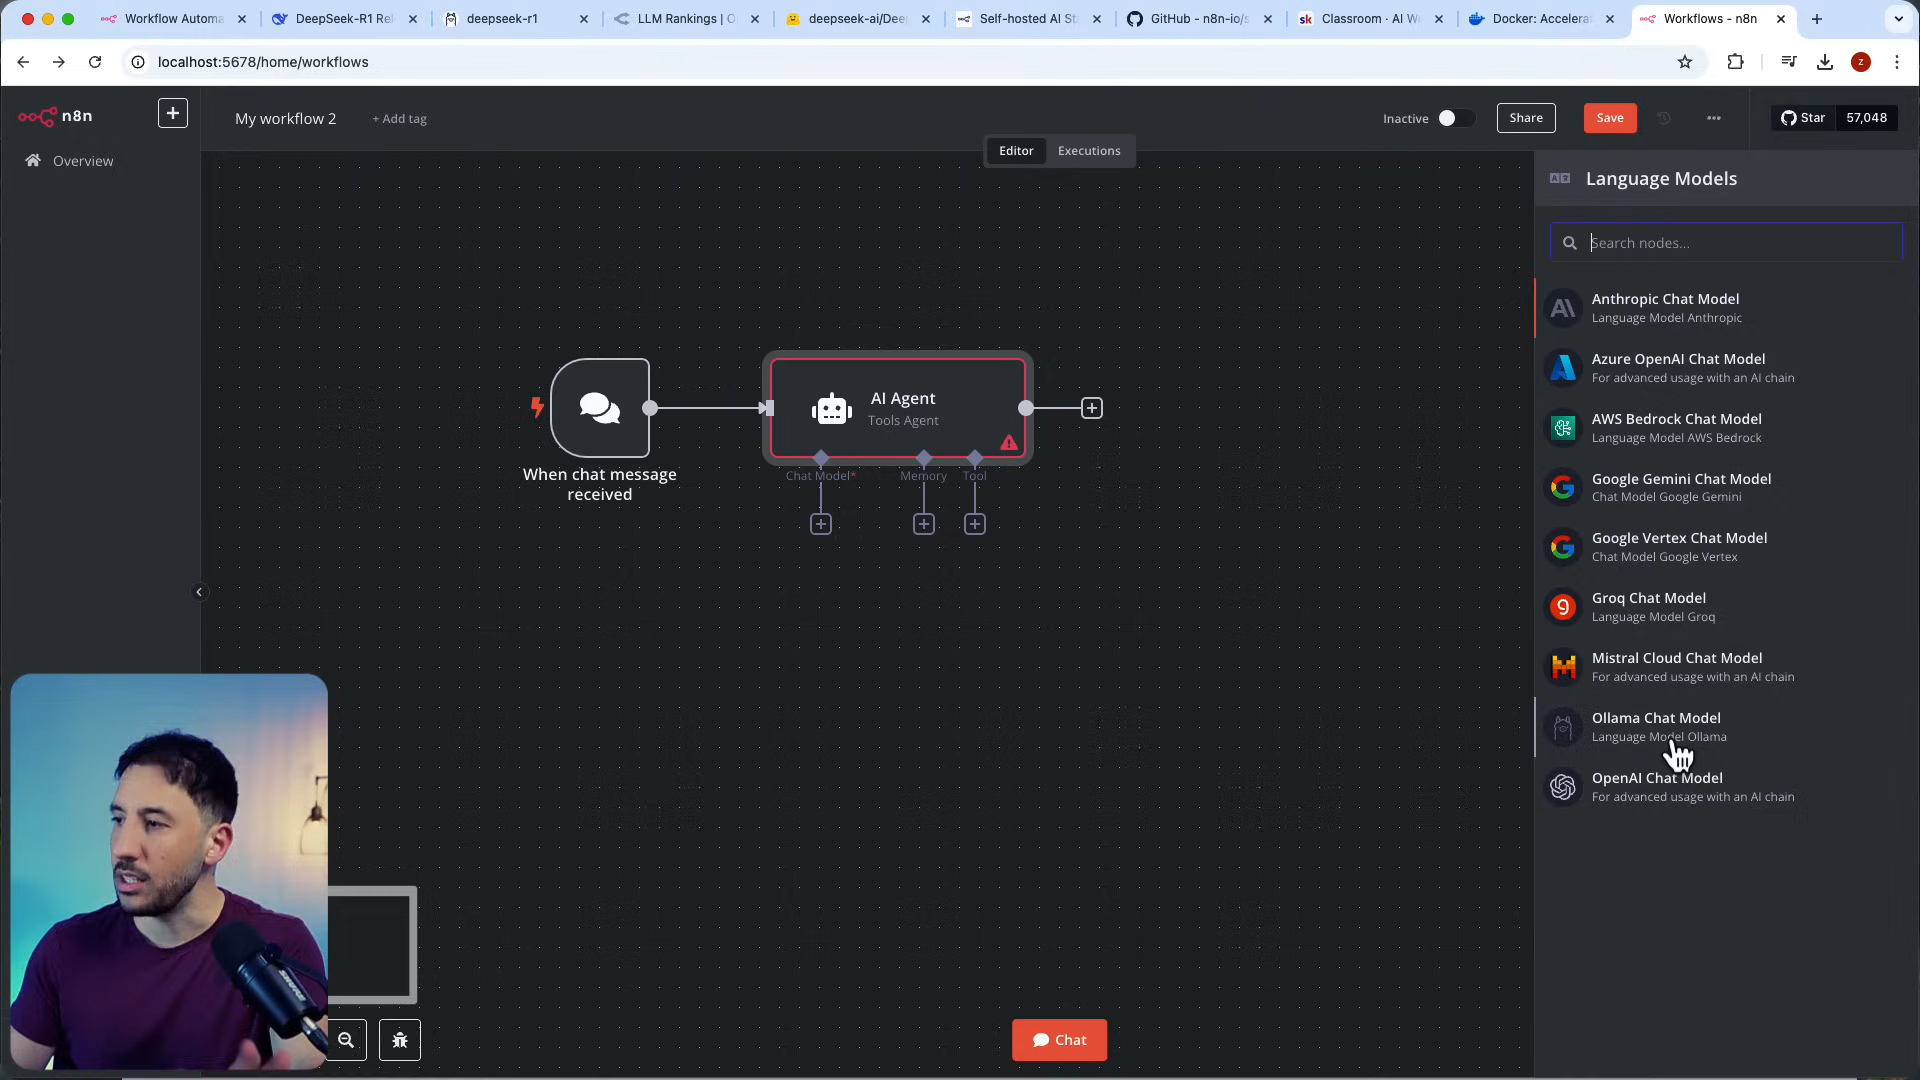 Workflow Automa
DeepSeek-R1 Rel
deepseek-r1
LLM Rankings | O
deepseek-ai/Dee
Self-hosted AI St
GitHub - n8n-io/s
Classroom · AI W
Docker: Accelera
Workflows - n8n
localhost:5678/home/workflows
z
n8n
My workflow 2
+ Add tag
Inactive
Share
Save
Star
57,048
Overview
Editor
Executions
Language Models
Search nodes...
Anthropic Chat Model
Language Model Anthropic
Azure OpenAI Chat Model
For advanced usage with an AI chain
AWS Bedrock Chat Model
Language Model AWS Bedrock
Google Gemini Chat Model
Chat Model Google Gemini
Google Vertex Chat Model
Chat Model Google Vertex
Groq Chat Model
Language Model Groq
Mistral Cloud Chat Model
For advanced usage with an AI chain
Ollama Chat Model
Language Model Ollama
OpenAI Chat Model
For advanced usage with an AI chain
AI Agent
Tools Agent
When chat message
received
Chat Model*
Memory
Tool
SHURE
Chat